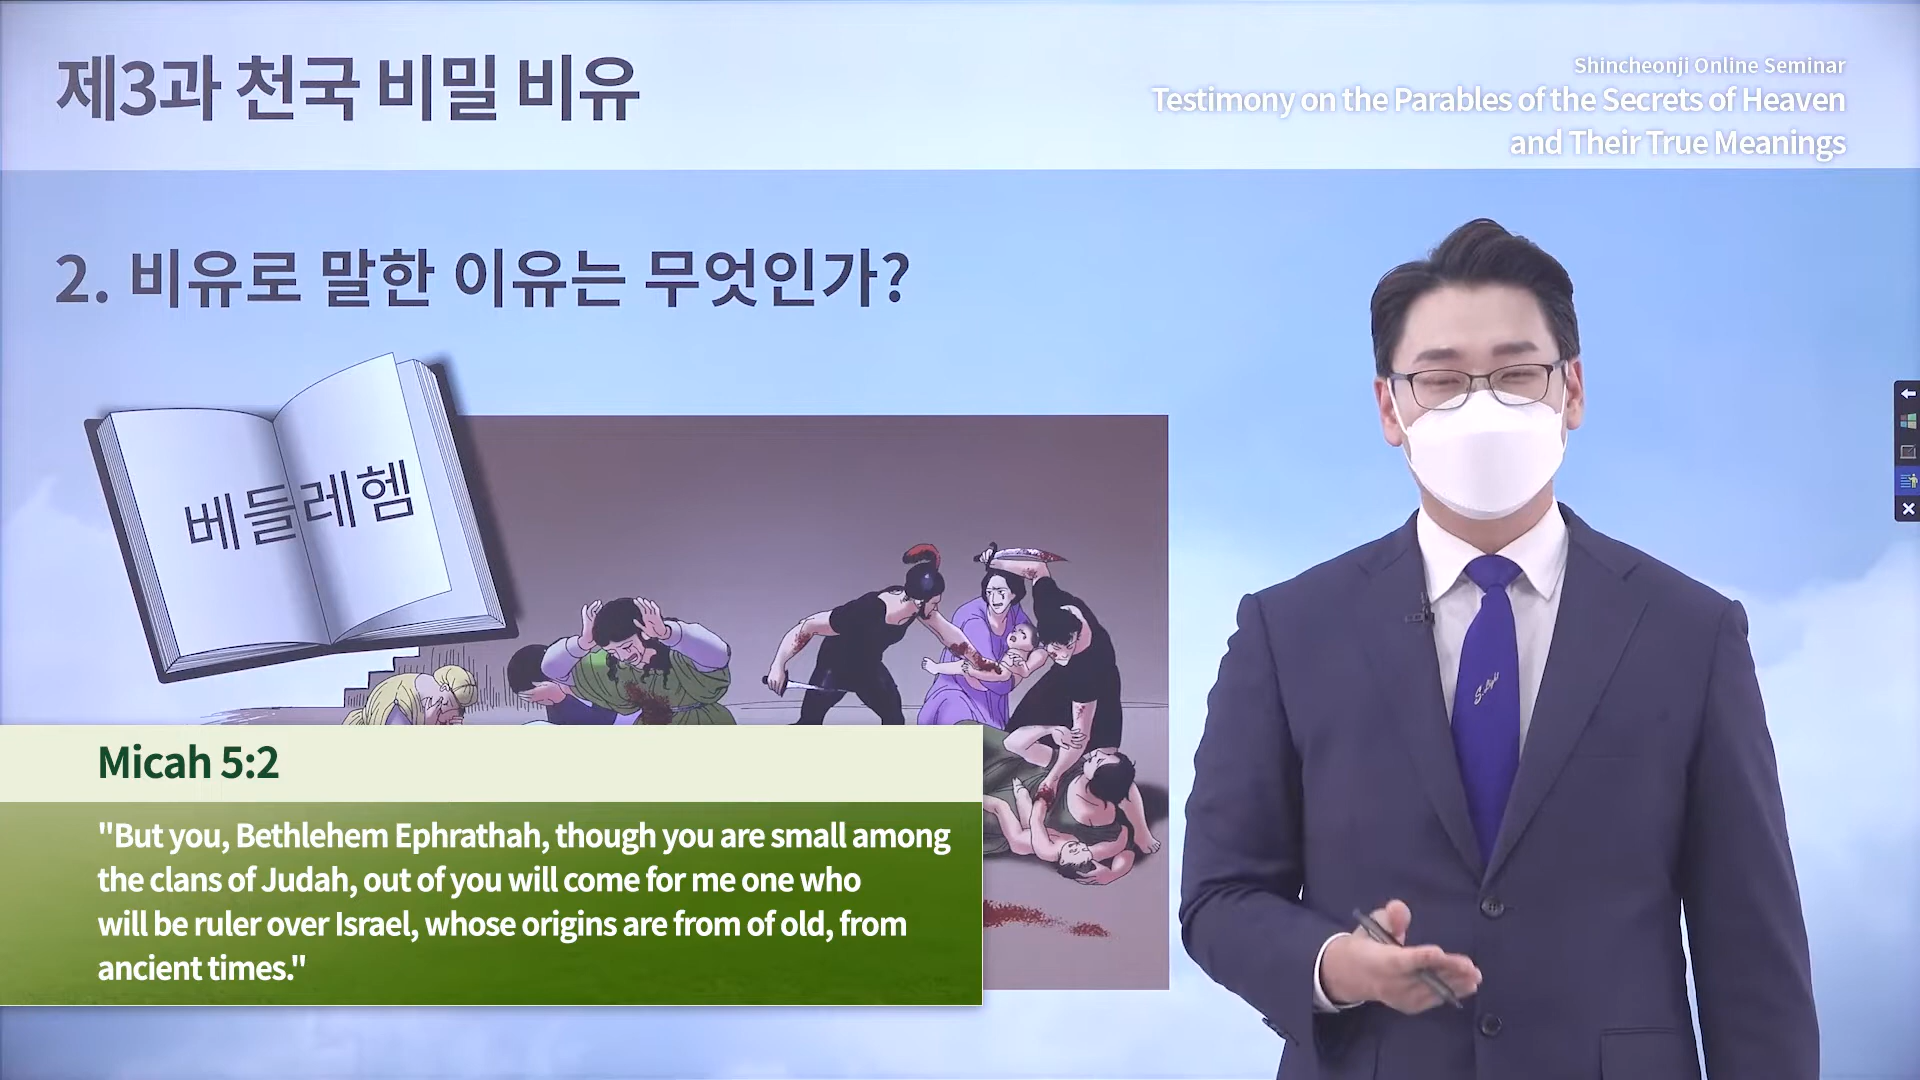 제3과 천국 비밀 비유
Shincheonji Online Seminar
Testimony on the Parables of the Secrets of Heaven
and Their True Meanings
2. 비유로 말한 이유는 무엇인가?
베들레헴
Micah 5:2
"But you, Bethlehem Ephrathah, though you are small among
the clans of Judah, out of you will come for me one who
will be ruler over Israel, whose origins are from of old, from
ancient times."